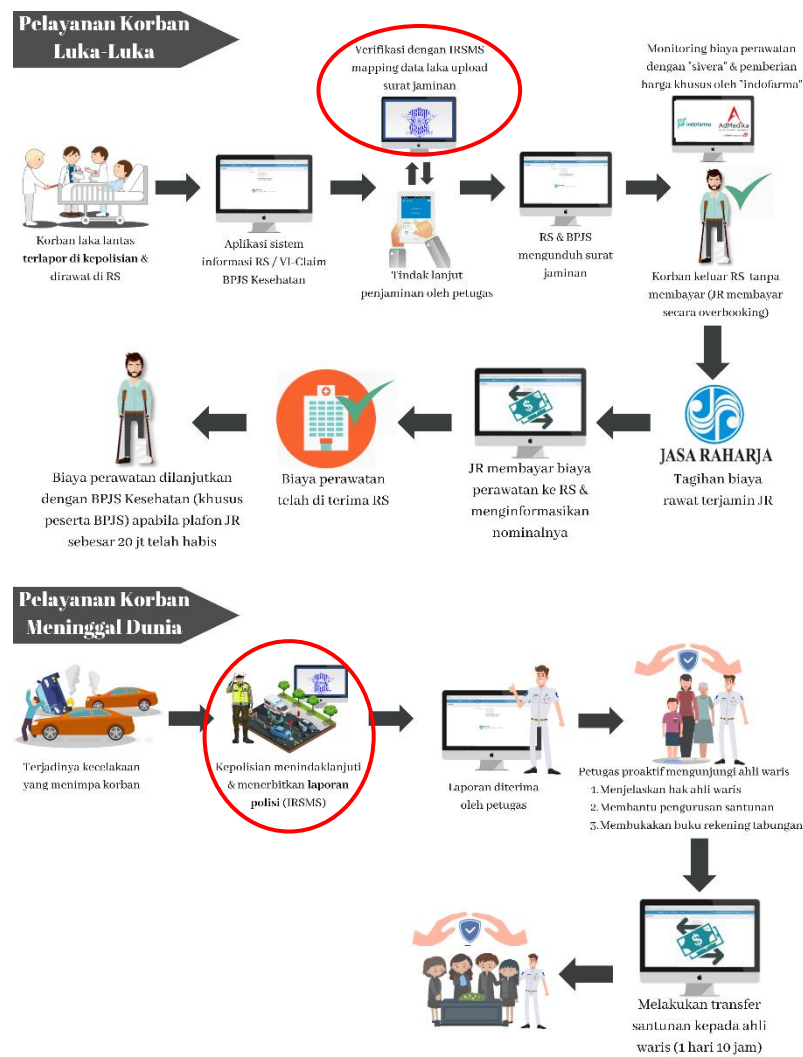 Pelayanan Korban
Luka-Luka
Verifikasi dengan IRSMS
mapping data laka upload
surat jaminan
Monitoring biaya perawatan
dengan "sivera" & pemberian
harga khusus oleh "indofarma"
indofarma
AdMedika
Korban laka lantas
terlapor di kepolisian &
dirawat di RS
Aplikasi sistem
informasi RS / VI-Claim
BPJS Kesehatan
Tindak lanjut
penjaminan oleh petugas
RS & BPJS
mengunduh surat
jaminan
Korban keluar RS tanpa
membayar (JR membayar
secara overbooking)
JASA RAHARJA
Tagihan biaya
rawat terjamin JR
JR membayar biaya
perawatan ke RS &
menginformasikan
nominalnya
Biaya perawatan
telah di terima RS
Biaya perawatan dilanjutkan
dengan BPJS Kesehatan (khusus
peserta BPJS) apabila plafon JR
sebesar 20 jt telah habis
Pelayanan Korban
Meninggal Dunia
Terjadinya kecelakaan
yang menimpa korban
Kepolisian menindaklanjuti
& menerbitkan laporan
polisi (IRSMS)
Laporan diterima
oleh petugas
Petugas proaktif mengunjungi ahli waris
1. Menjelaskan hak ahli waris
2. Membantu pengurusan santunan
3. Membukakan buku rekening tabungan
Melakukan transfer
santunan kepada ahli
waris (1 hari 10 jam)